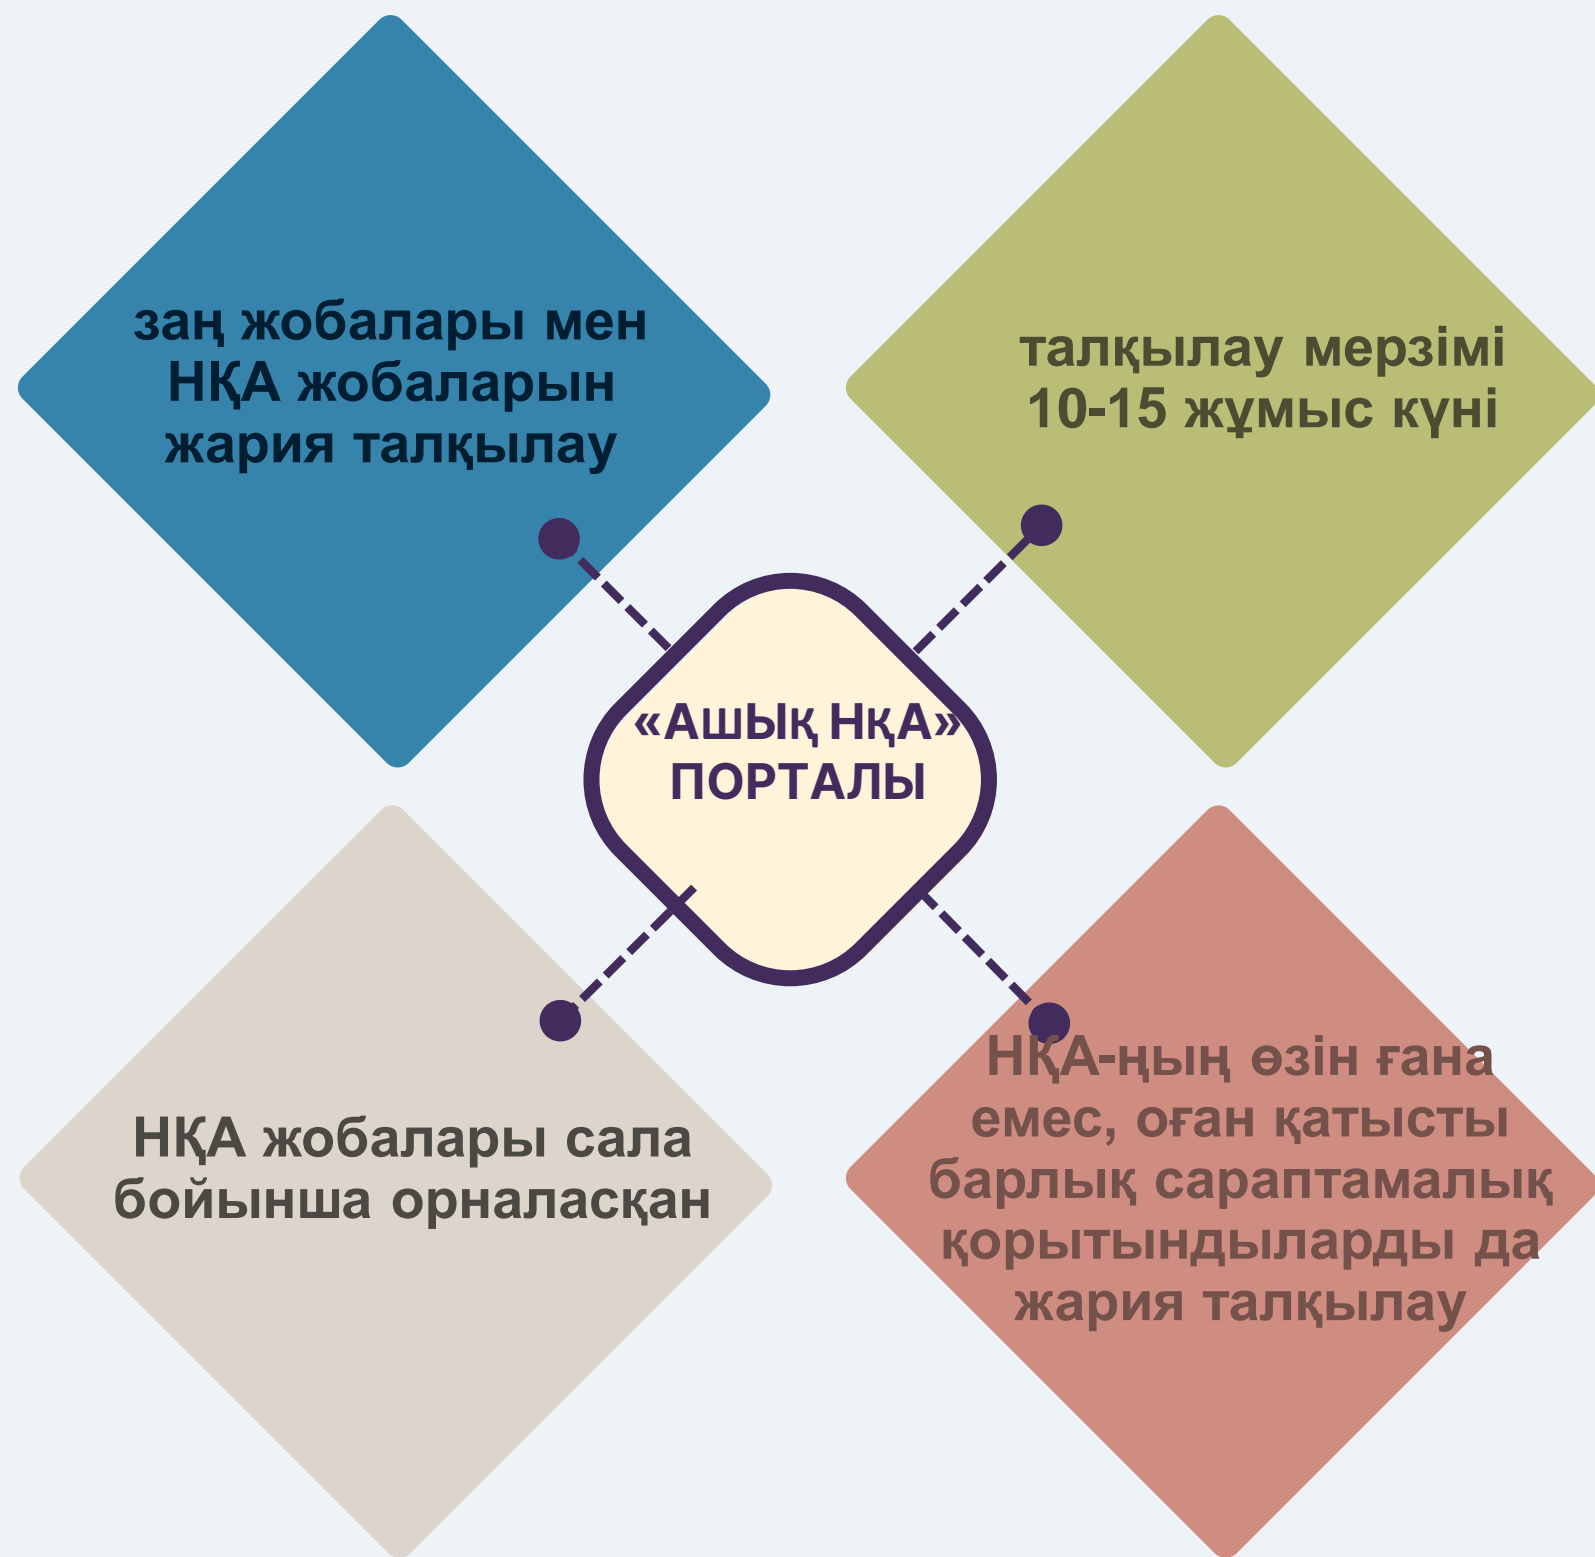 заң жобалары мен
НҚА жобаларын
жария талқылау
талқылау мерзімі
10-15 жұмыс күні
«АшЫқ НқА»
ПОРТАЛЫ
НҚА жобалары сала
бойынша орналасқан
НҚА-ңың өзін ғана
емес, оған қатысты
барлық сараптамалық
қорытындыларды да
жария талқылау